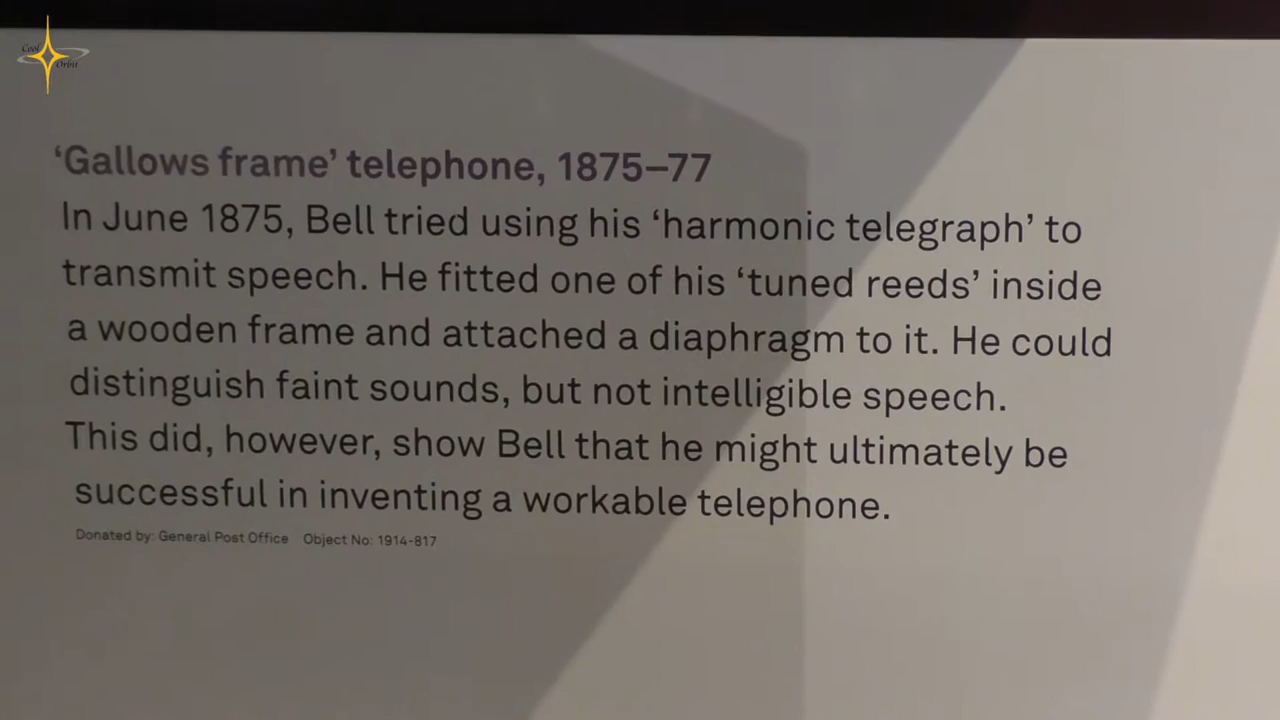 Cool
Orbit
‘Gallows frame’ telephone, 1875–77
In June 1875, Bell tried using his ‘harmonic telegraph’ to
transmit speech. He fitted one of his ‘tuned reeds’ inside
a wooden frame and attached a diaphragm to it. He could
distinguish faint sounds, but not intelligible speech.
This did, however, show Bell that he might ultimately be
successful in inventing a workable telephone.
Donated by: General Post Office Object No: 1914-817